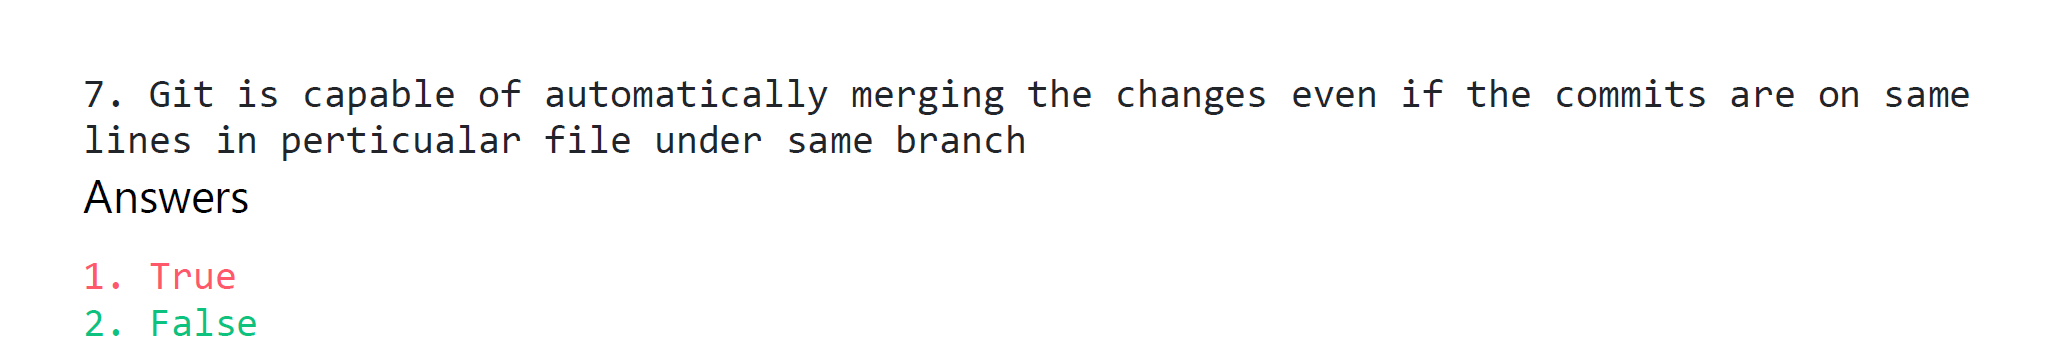 7. Git is capable of automatically merging the changes even if the commits are on same
lines in perticualar file under same branch
Answers
1. True
2. False